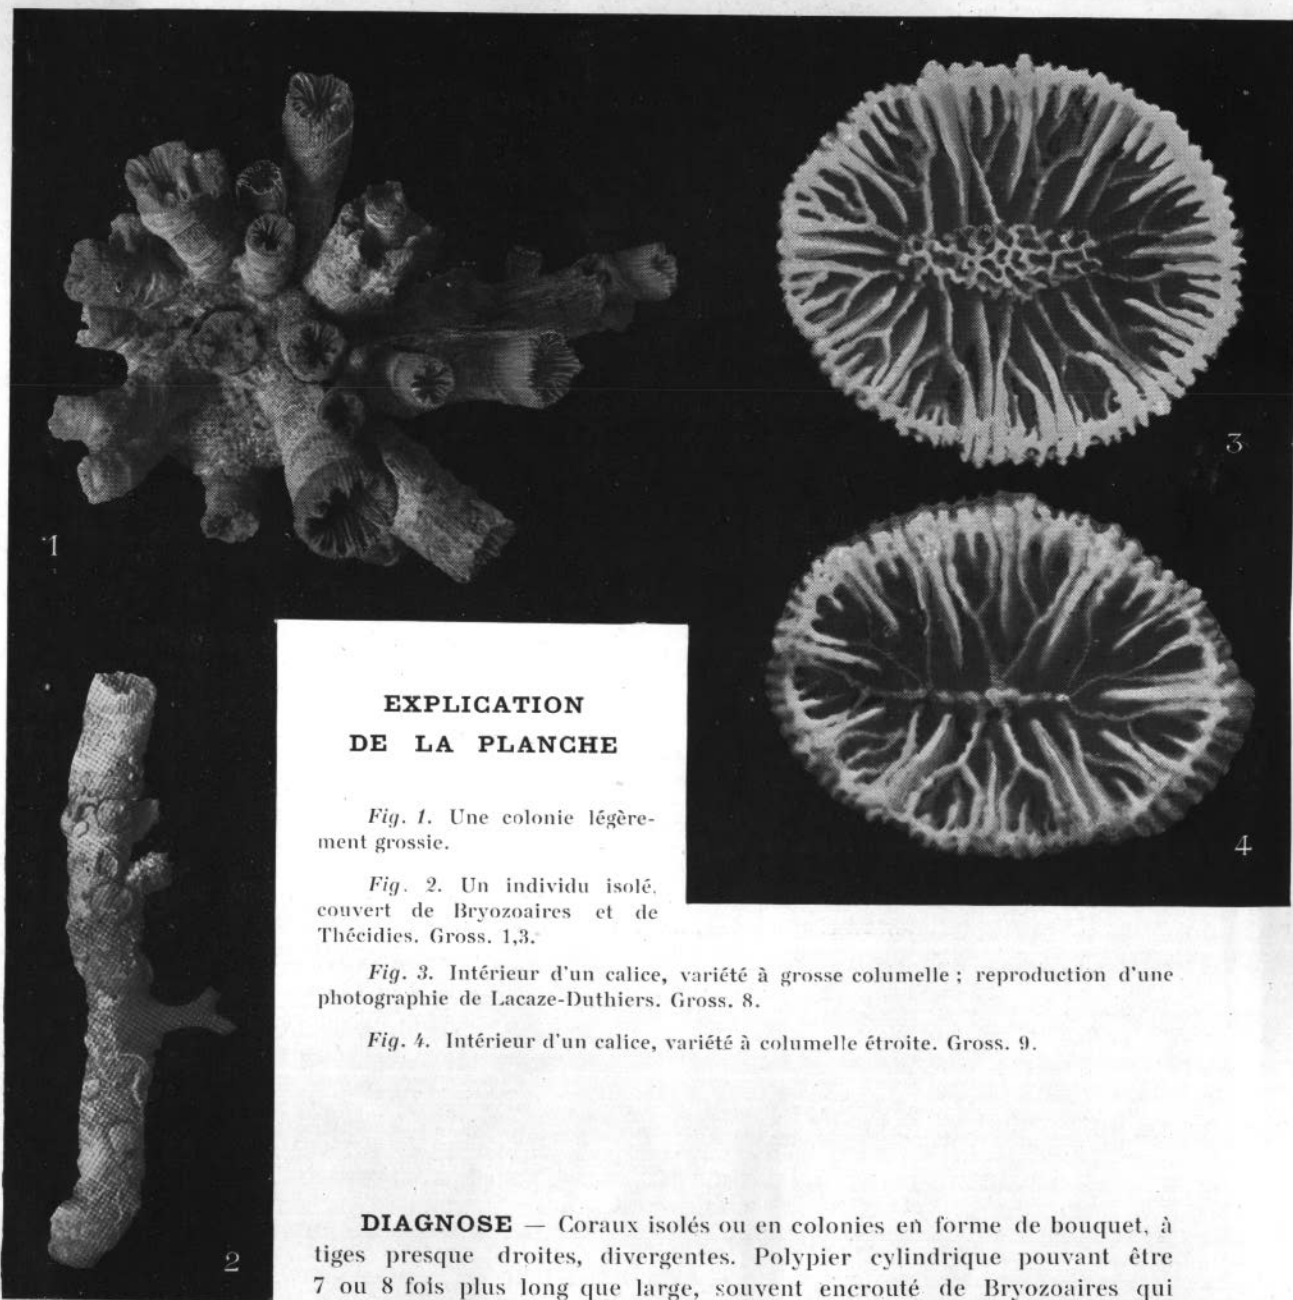 3
1
4
EXPLICATION
DE LA PLANCHE
Fig. 1. Une colonie légère-
ment grossie.
Fig. 2. Un individu isolé,
couvert de Bryozoaires et de
Thécidies. Gross. 1,3.
Fig. 3. Intérieur d'un calice, variété à grosse columelle ; reproduction d'une
photographie de Lacaze-Duthiers. Gross. 8.
Fig. 4. Intérieur d'un calice, variété à columelle étroite. Gross. 9.
2
DIAGNOSE — Coraux isolés ou en colonies en forme de bouquet, à
tiges presque droites, divergentes. Polypier cylindrique pouvant être
7 ou 8 fois plus long que large, souvent encrouté de Bryozoaires qui